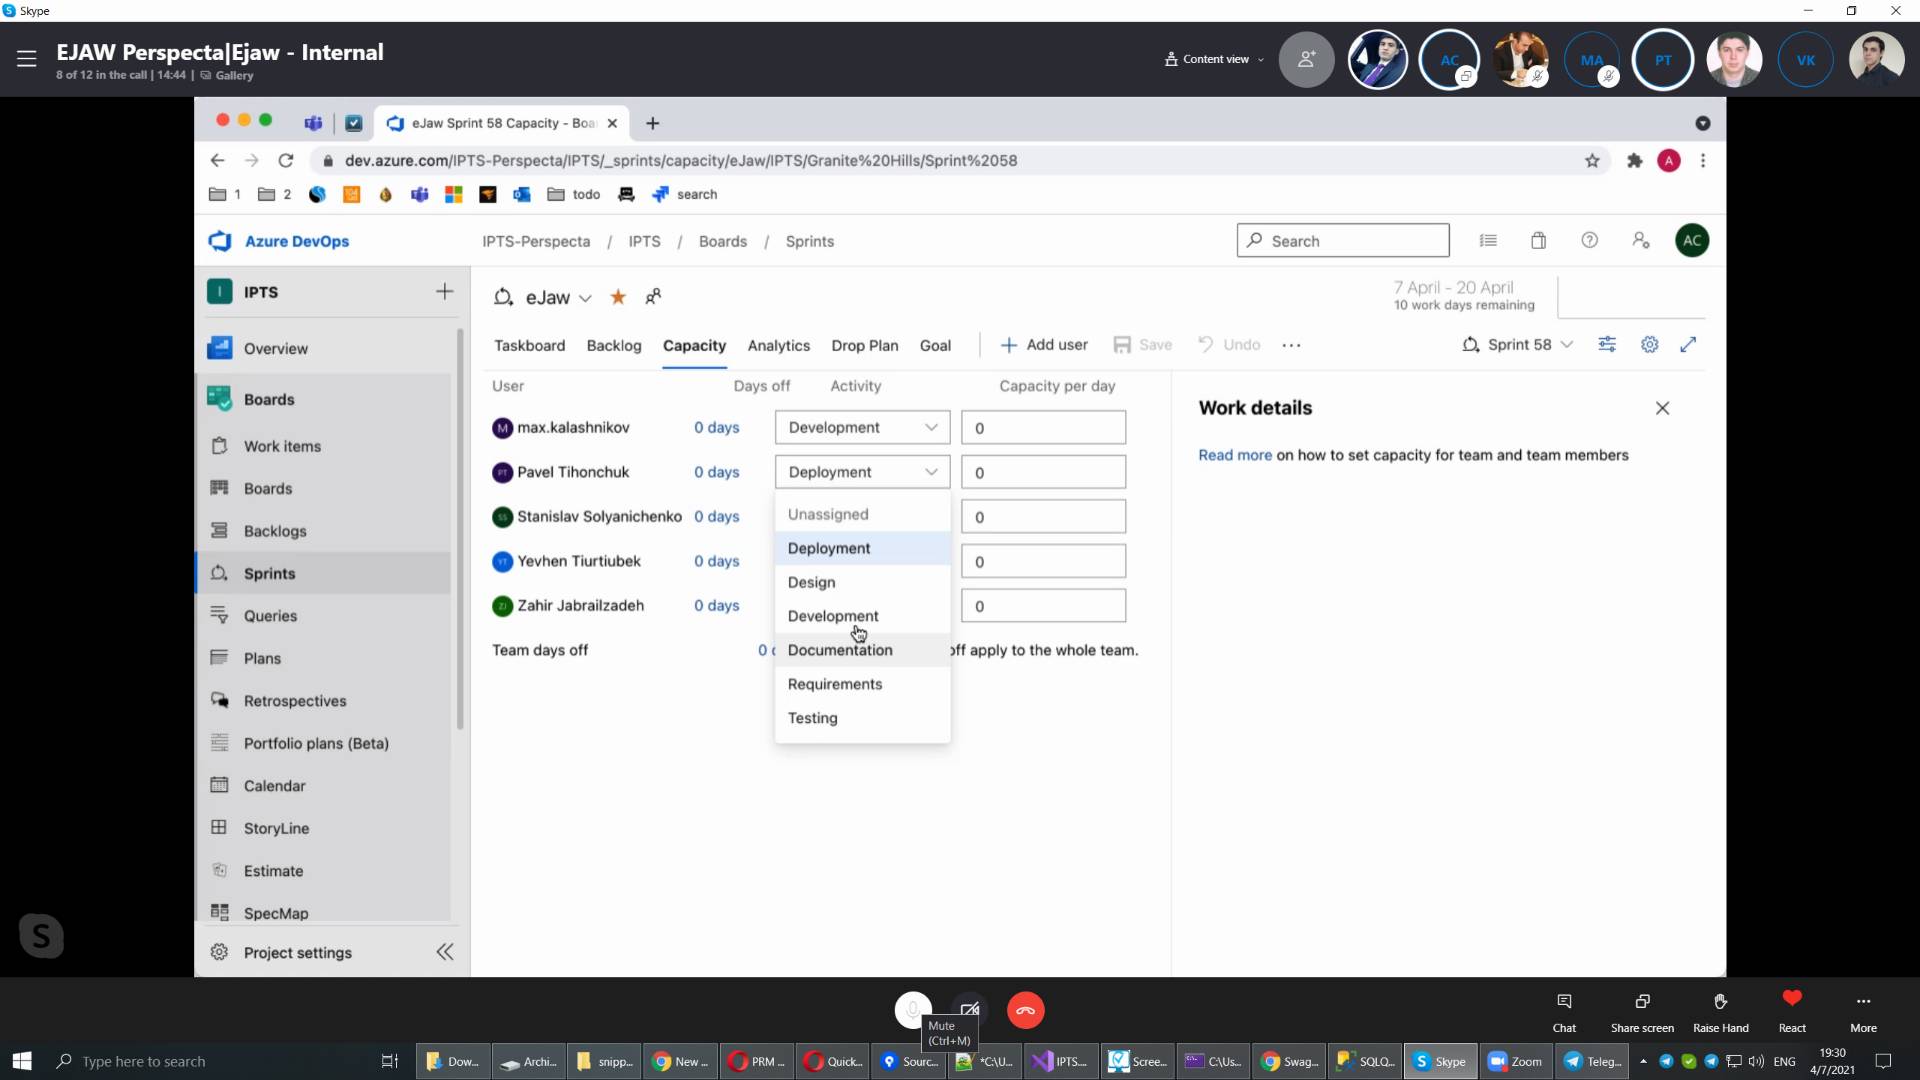 Skype
EJAW Perspecta|Ejaw - Internal
8 of 12 in the call | 14:44 | Gallery
Content view
AC
MA
PT
VK
eJaw Sprint 58 Capacity - Boa
dev.azure.com/IPTS-Perspecta/IPTS/_sprints/capacity/eJaw/IPTS/Granite%20Hills/Sprint%2058
A
1
2
todo
search
Azure DevOps
IPTS-Perspecta / IPTS / Boards / Sprints
Search
AC
I
IPTS
eJaw
7 April - 20 April
10 work days remaining
Overview
Boards
Work items
Boards
Backlogs
Sprints
Queries
Plans
Retrospectives
Portfolio plans (Beta)
Calendar
StoryLine
Estimate
SpecMap
Project settings
Taskboard
Backlog
Capacity
Analytics
Drop Plan
Goal
Add user
Save
Undo
Sprint 58
User Days off Activity Capacity per day
M max.kalashnikov 0 days Development 0
PT Pavel Tihonchuk 0 days Deployment 0
SS Stanislav Solyanichenko 0 days 0
YT Yevhen Tiurtiubek 0 days 0
ZJ Zahir Jabrailzadeh 0 days 0
Team days off 0 off apply to the whole team.
Unassigned
Deployment
Design
Development
Documentation
Requirements
Testing
Work details
Read more on how to set capacity for team and team members
S
Mute
(Ctrl+M)
Chat
Share screen
Raise Hand
React
More
Type here to search
Dow...
Archi...
snipp...
New ...
PRM ...
Quick...
Sourc...
*C:\U...
IPTS...
Scree...
C:\Us...
Swag...
SQLQ...
Skype
Zoom
Teleg...
ENG
19:30
4/7/2021